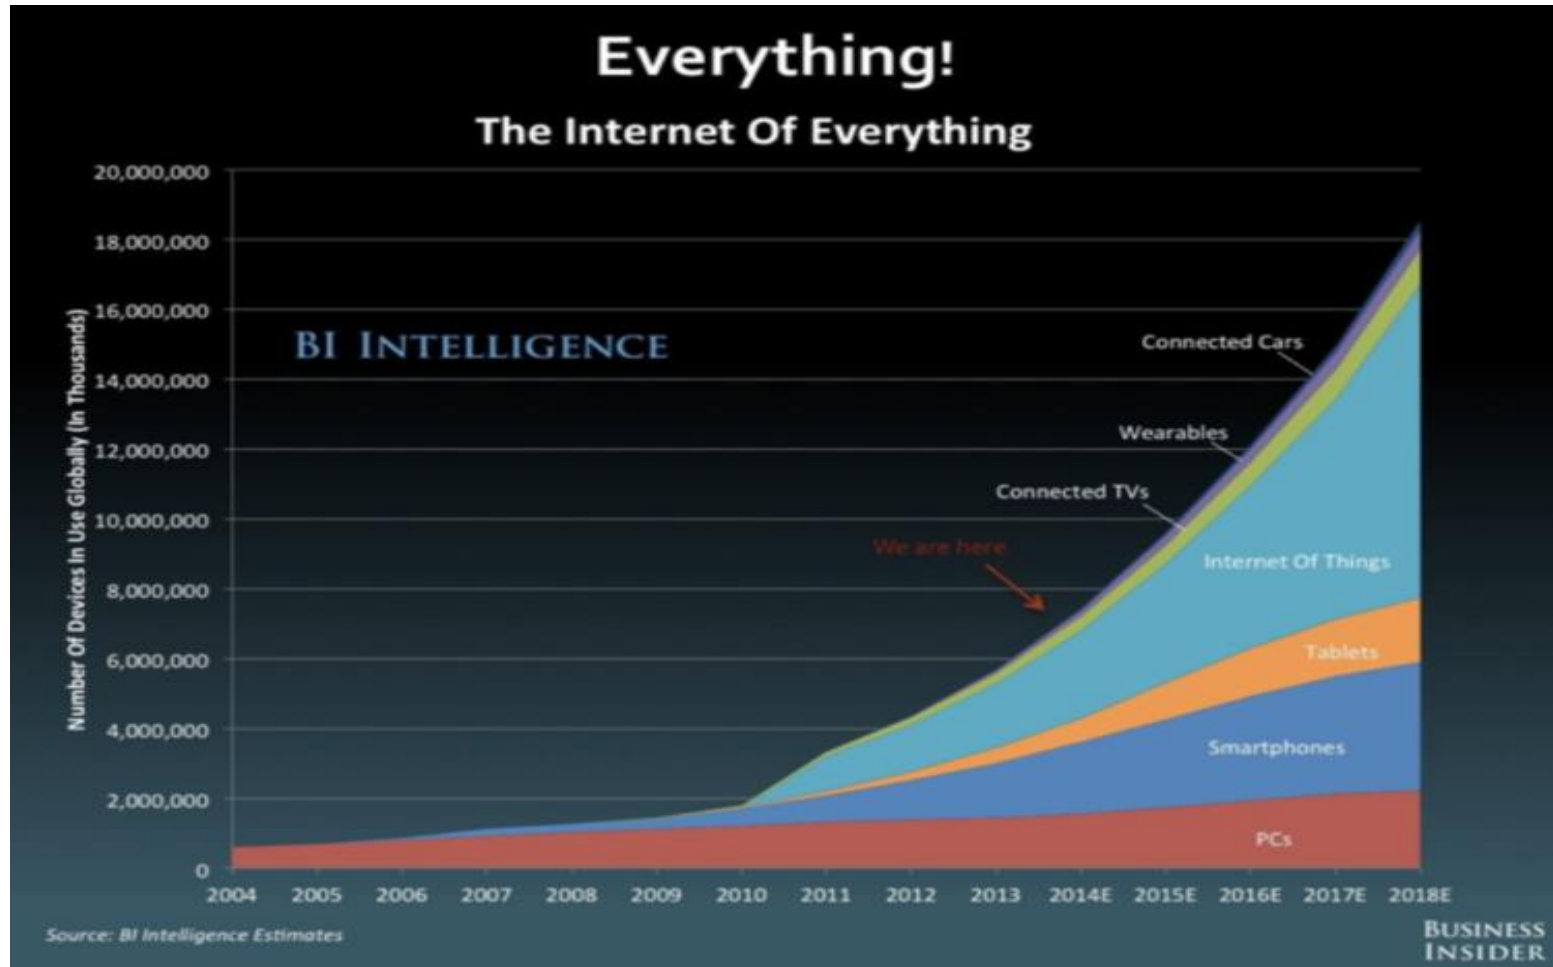 Everything!
The Internet Of Everything
Number Of Devices In Use Globally (In Thousands)
20,000,000
18,000,000
16,000,000
14,000,000
12,000,000
10,000,000
8,000,000
6,000,000
4,000,000
2,000,000
0
BI INTELLIGENCE
Connected Cars
Wearables
Connected TVs
We are here
Internet Of Things
Tablets
Smartphones
PCs
2004 2005 2006 2007 2008 2009 2010 2011 2012 2013 2014E 2015E 2016E 2017E 2018E
Source: BI Intelligence Estimates
BUSINESS
INSIDER